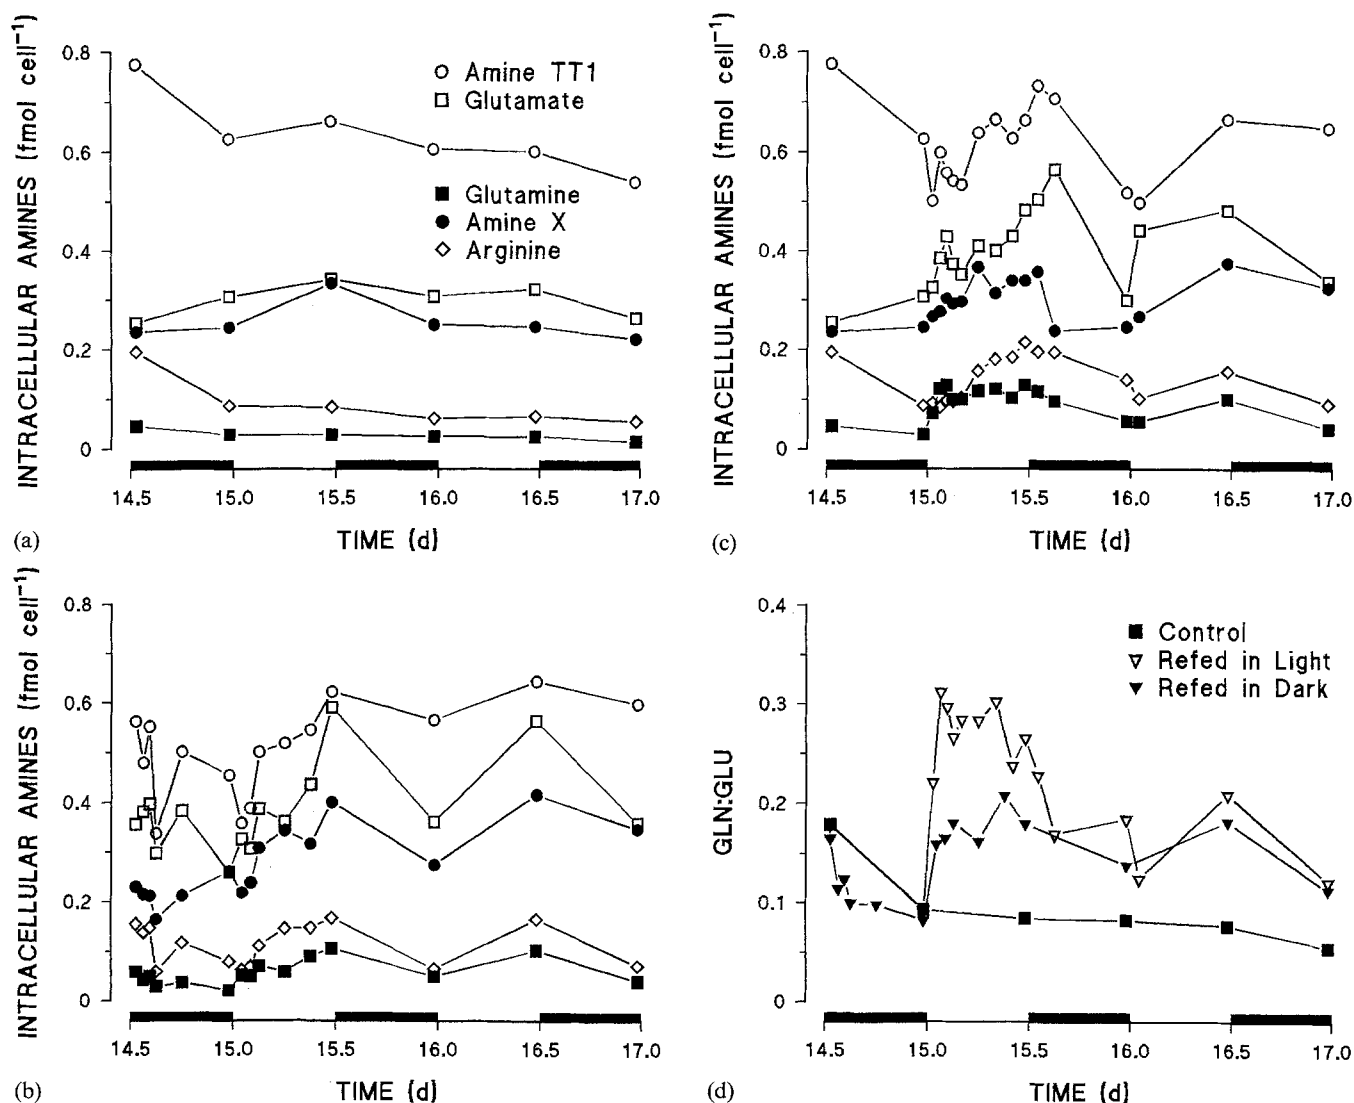 INTRACELLULAR AMINES (fmol cell⁻¹)
0.8
0.6
0.4
0.2
0
Amine TT1
Glutamate
Glutamine
Amine X
Arginine
14.5 15.0 15.5 16.0 16.5 17.0
TIME (d)
(a)
INTRACELLULAR AMINES (fmol cell⁻¹)
0.8
0.6
0.4
0.2
0
14.5 15.0 15.5 16.0 16.5 17.0
TIME (d)
(c)
INTRACELLULAR AMINES (fmol cell⁻¹)
0.8
0.6
0.4
0.2
0
14.5 15.0 15.5 16.0 16.5 17.0
TIME (d)
(b)
GLN:GLU
0.4
0.3
0.2
0.1
0
Control
Refed in Light
Refed in Dark
14.5 15.0 15.5 16.0 16.5 17.0
TIME (d)
(d)